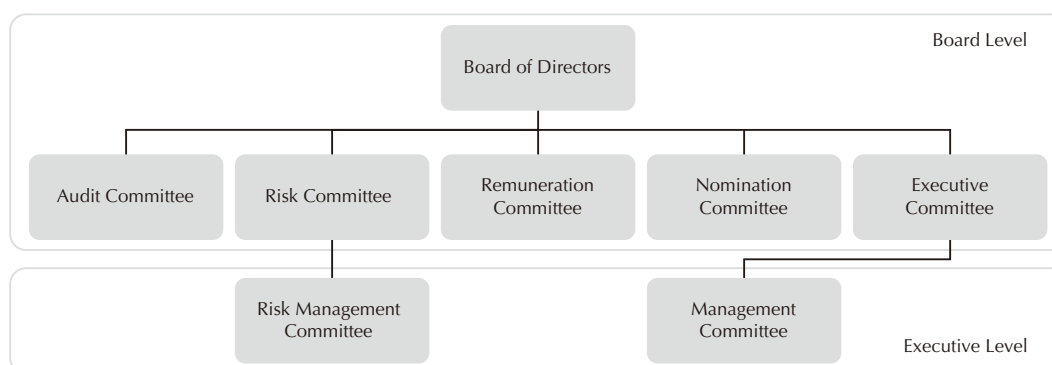 Board Level
Board of Directors
Audit Committee
Risk Committee
Remuneration
Committee
Nomination
Committee
Executive
Committee
Risk Management
Committee
Management
Committee
Executive Level